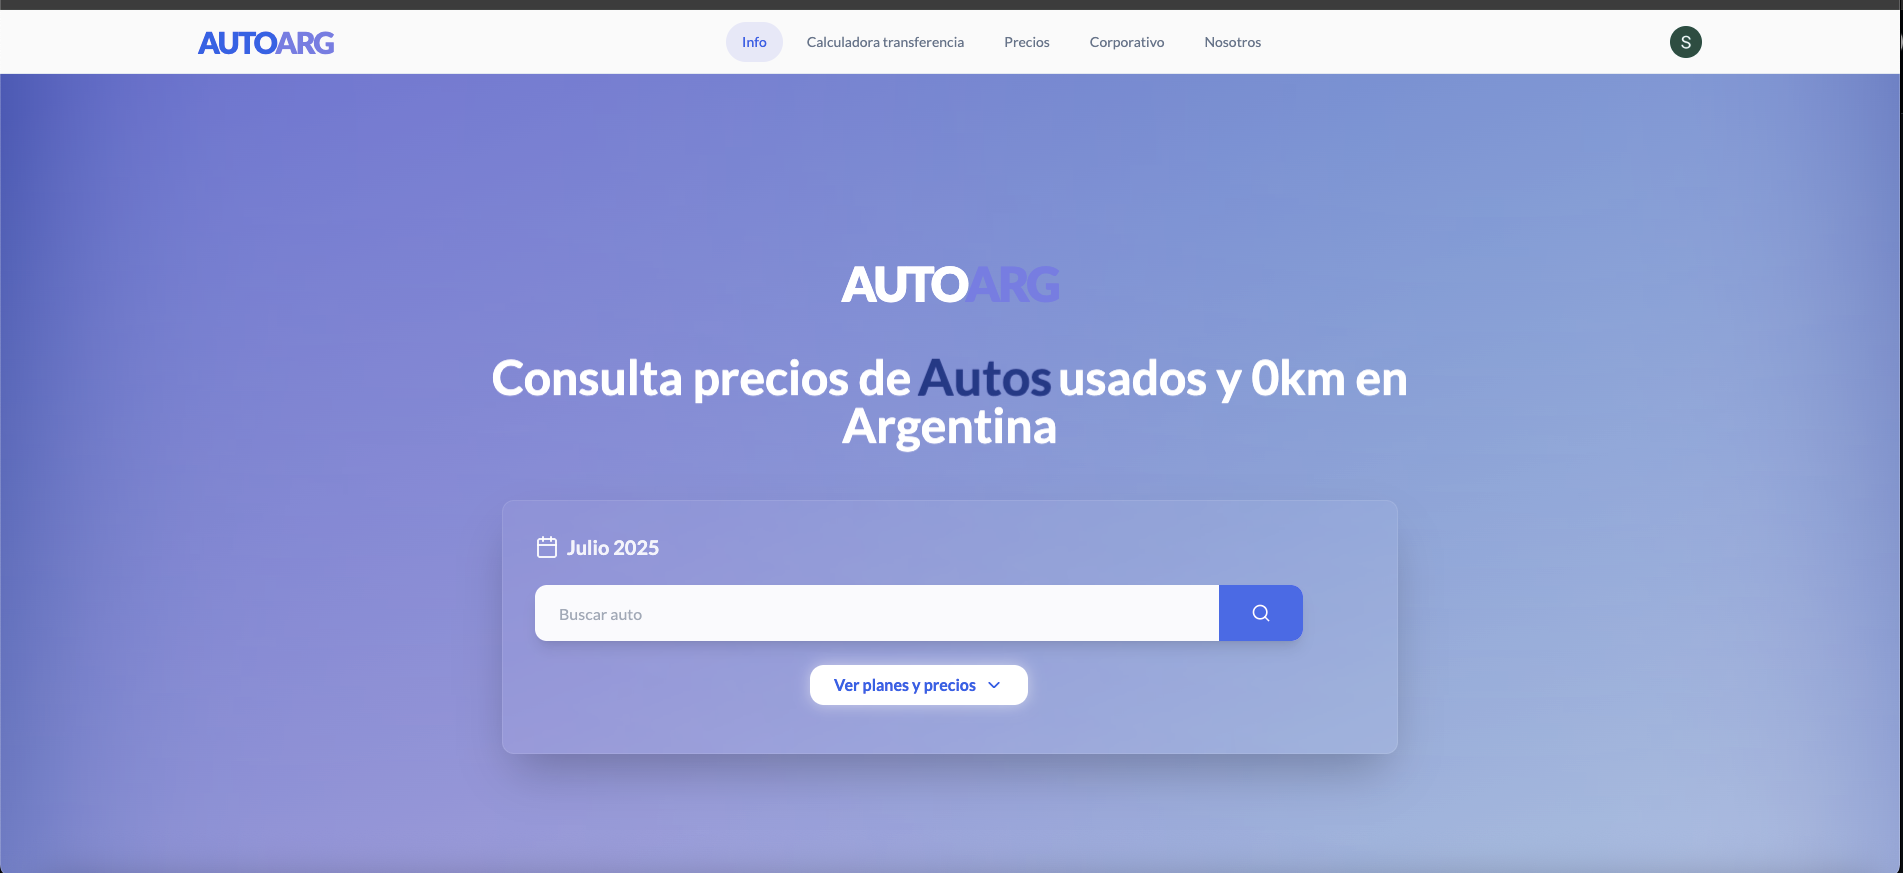 AUTOARG
Info
Calculadora transferencia
Precios
Corporativo
Nosotros
S
AUTOARG
Consulta precios de Autos usados y 0km en
Argentina
Julio 2025
Buscar auto
Ver planes y precios